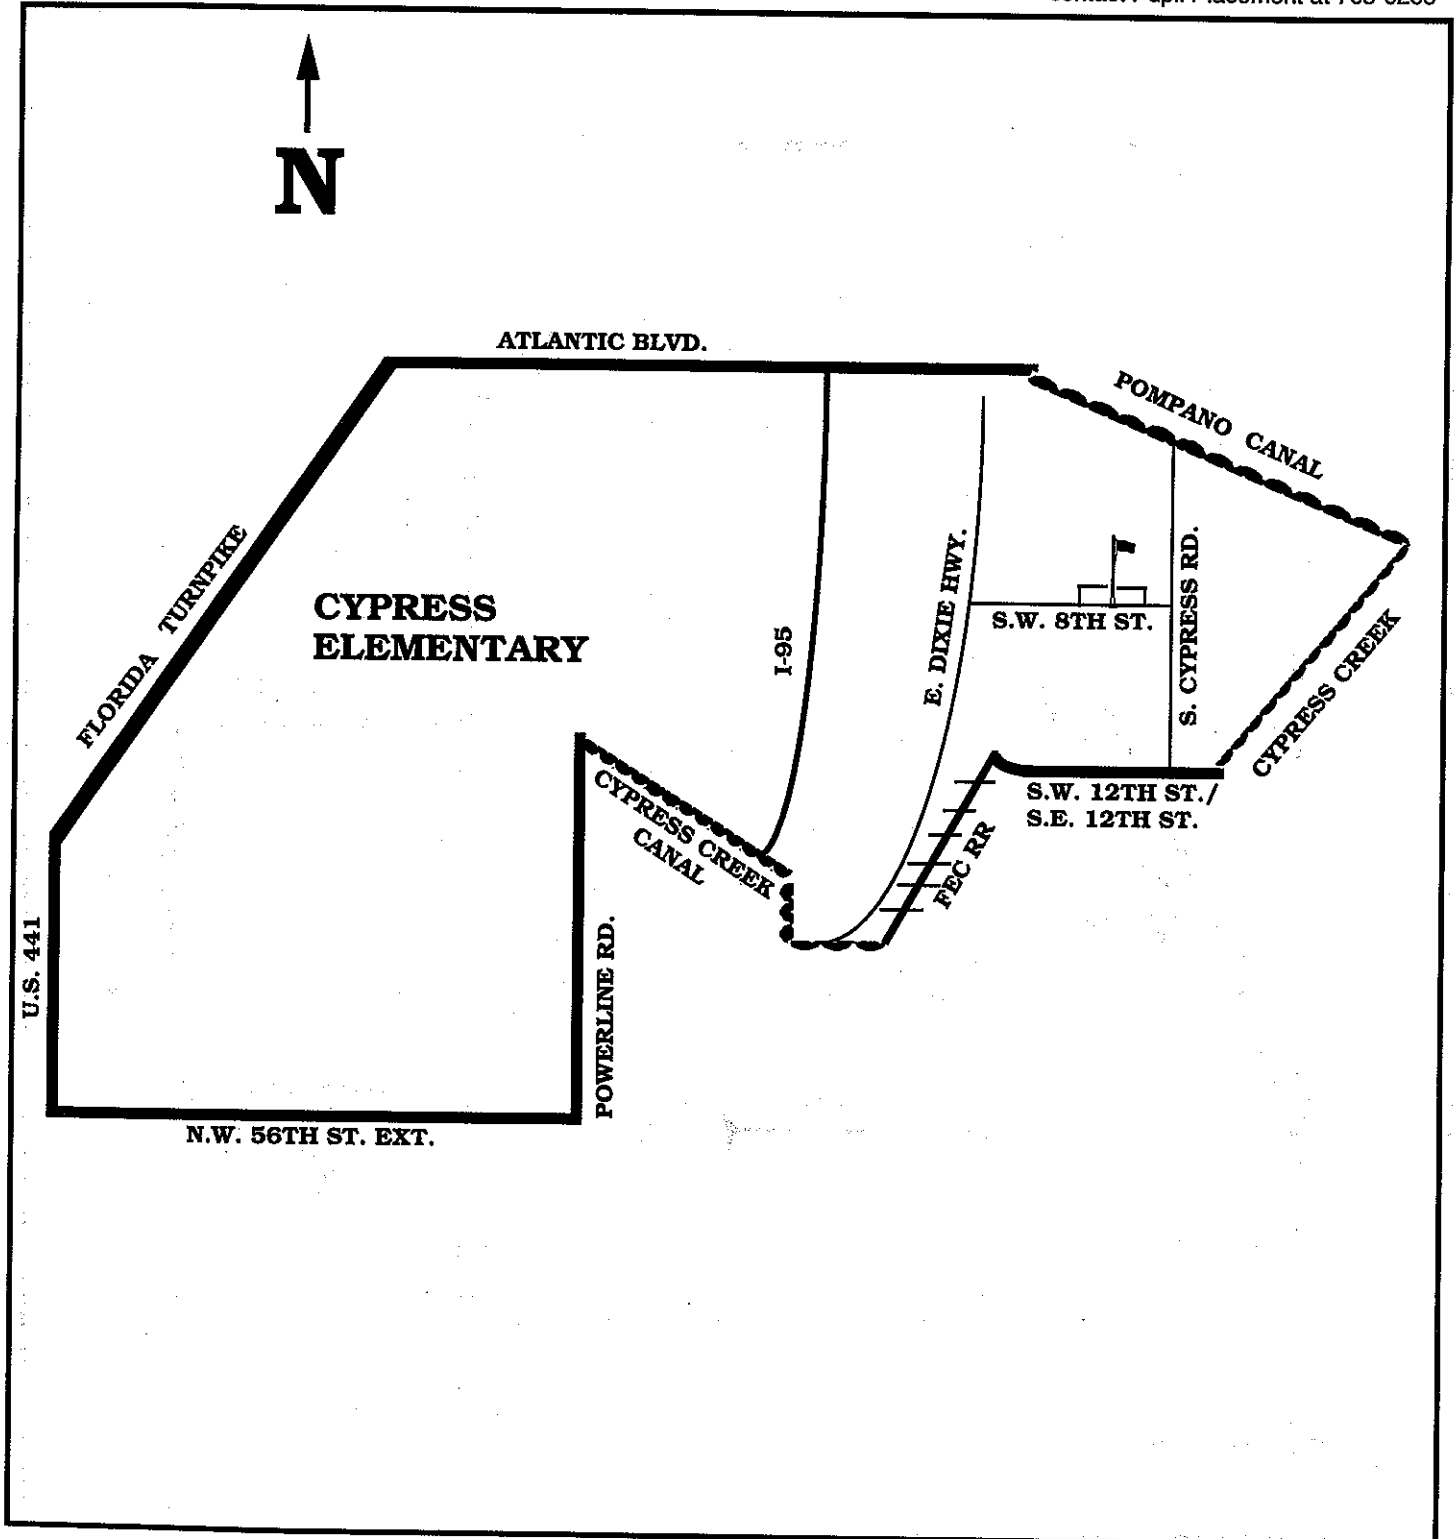 N
ATLANTIC BLVD.
POMPANO CANAL
FLORIDA TURNPIKE
CYPRESS
ELEMENTARY
I-95
E. DIXIE HWY.
S.W. 8TH ST.
S. CYPRESS RD.
CYPRESS CREEK
CYPRESS CREEK
CANAL
FEC RR
S.W. 12TH ST./
S.E. 12TH ST.
U.S. 441
POWERLINE RD.
N.W. 56TH ST. EXT.